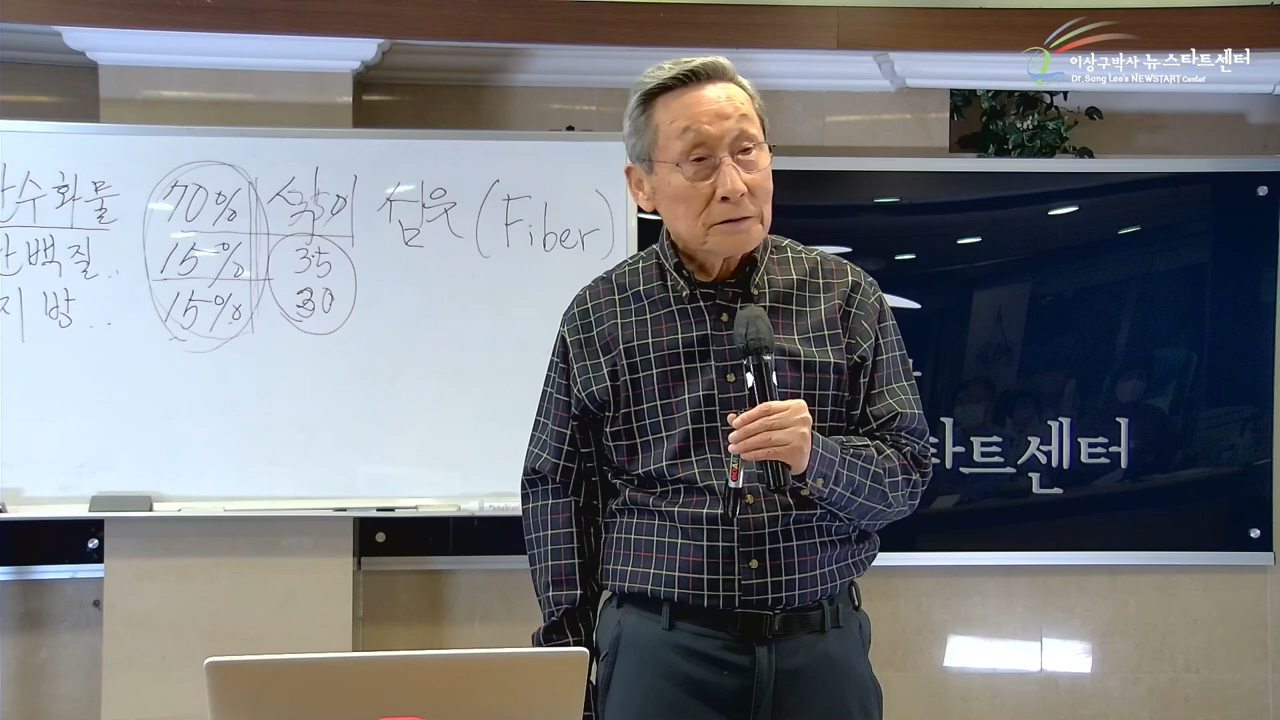 이상구박사 뉴스타트센터
Dr. Sang Lee's NEWSTART Center
탄수화물 70% 싹이 섬유 (Fiber)
단백질.. 15% 35
지방.. 15% 30
타트센터